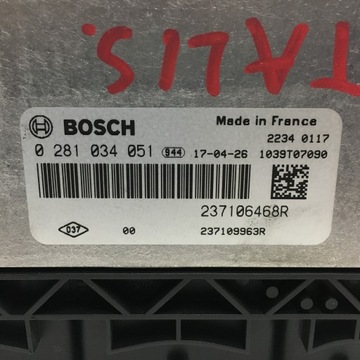 TALIS.
BOSCH Made in France
2234 0117
0 281 034 051 944 17-04-26 1039T07090
237106468R
D37 00 237109963R